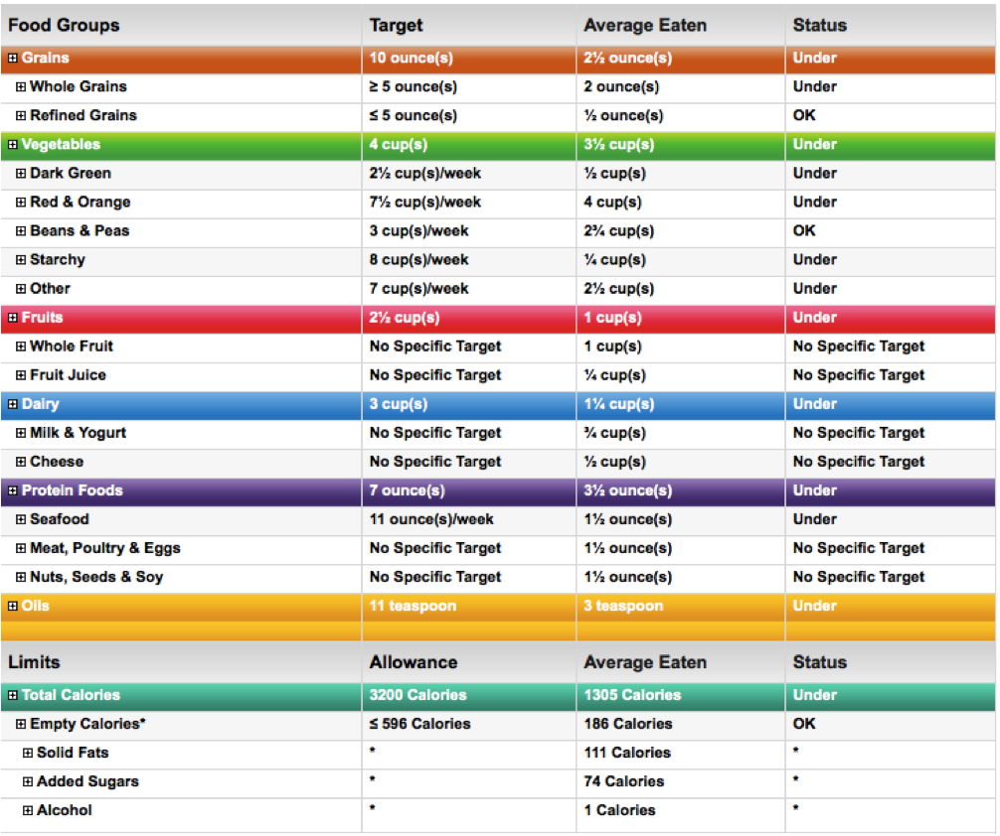 Food Groups Target Average Eaten Status
Grains 10 ounce(s) 2½ ounce(s) Under
Whole Grains ≥ 5 ounce(s) 2 ounce(s) Under
Refined Grains ≤ 5 ounce(s) ½ ounce(s) OK
Vegetables 4 cup(s) 3½ cup(s) Under
Dark Green 2½ cup(s)/week ½ cup(s) Under
Red & Orange 7½ cup(s)/week 4 cup(s) Under
Beans & Peas 3 cup(s)/week 2¾ cup(s) OK
Starchy 8 cup(s)/week ¼ cup(s) Under
Other 7 cup(s)/week 2½ cup(s) Under
Fruits 2½ cup(s) 1 cup(s) Under
Whole Fruit No Specific Target 1 cup(s) No Specific Target
Fruit Juice No Specific Target ¼ cup(s) No Specific Target
Dairy 3 cup(s) 1¼ cup(s) Under
Milk & Yogurt No Specific Target ¾ cup(s) No Specific Target
Cheese No Specific Target ½ cup(s) No Specific Target
Protein Foods 7 ounce(s) 3½ ounce(s) Under
Seafood 11 ounce(s)/week 1½ ounce(s) Under
Meat, Poultry & Eggs No Specific Target 1½ ounce(s) No Specific Target
Nuts, Seeds & Soy No Specific Target 1½ ounce(s) No Specific Target
Oils 11 teaspoon 3 teaspoon Under
Limits Allowance Average Eaten Status
Total Calories 3200 Calories 1305 Calories Under
Empty Calories* ≤ 596 Calories 186 Calories OK
Solid Fats * 111 Calories *
Added Sugars * 74 Calories *
Alcohol * 1 Calories *